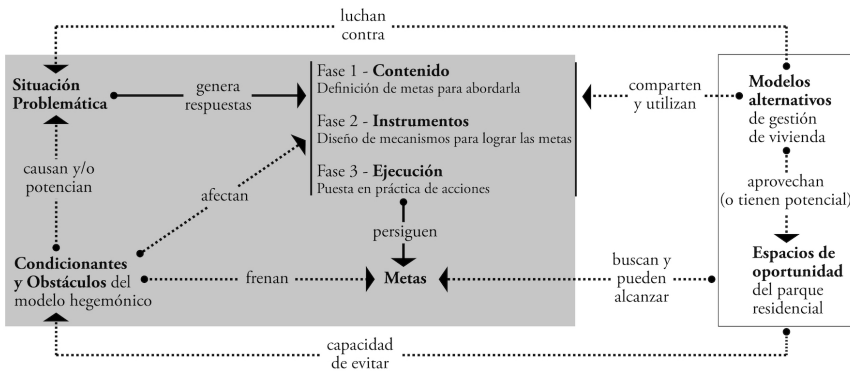 luchan
contra
Situación
Problemática
genera
respuestas
Fase 1 - Contenido
Definición de metas para abordarla
Fase 2 - Instrumentos
Diseño de mecanismos para lograr las metas
Fase 3 - Ejecución
Puesta en práctica de acciones
comparten
y utilizan
Modelos
alternativos
de gestión
de vivienda
causan y/o
potencian
afectan
persiguen
aprovechan
(o tienen potencial)
Condicionantes
y Obstáculos del
modelo hegemónico
frenan
Metas
buscan y
pueden
alcanzar
Espacios de
oportunidad
del parque
residencial
capacidad
de evitar